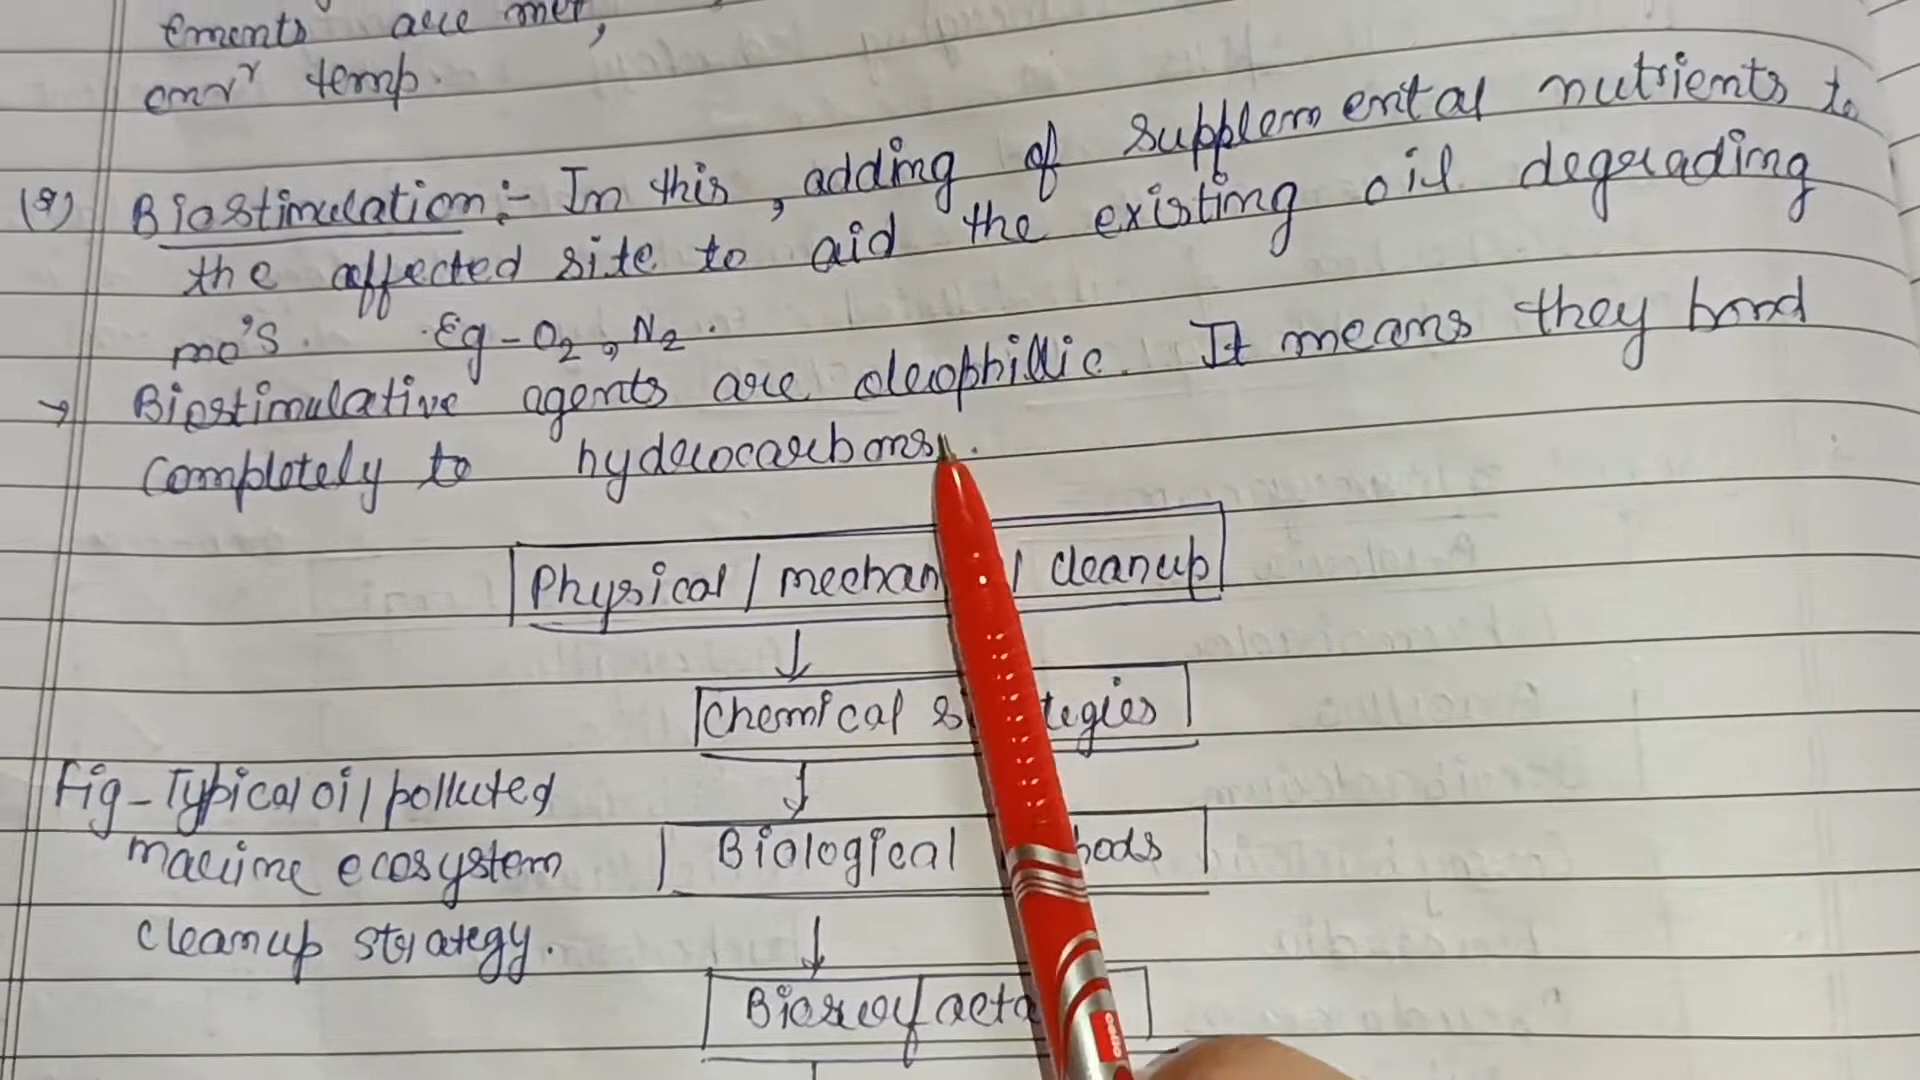 ements are met,
envr temp.
(9) Biostimulation:- In this, adding of supplemental nutrients to
the affected site to aid the existing oil degrading
mo's. Eg - O2, N2.
→ Biostimulative agents are oleophillic. It means they bond
completely to hydrocarbons.
Physical / mechan / cleanup
↓
Chemical s tegies
↓
Fig - Typical oil polluted
marine ecosystem
cleanup strategy.
Biological hods
↓
Biosurfacta